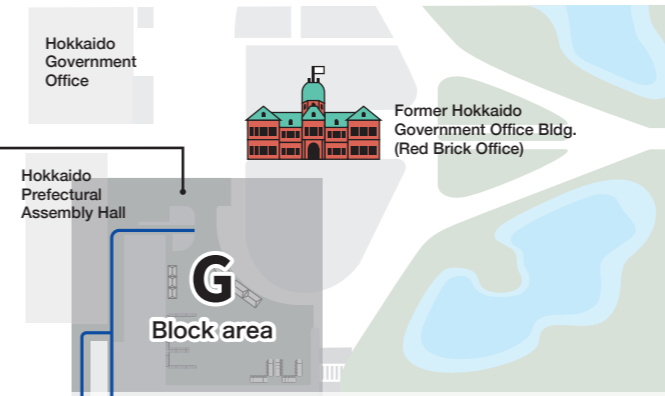 Hokkaido
Government
Office
Former Hokkaido
Government Office Bldg.
(Red Brick Office)
Hokkaido
Prefectural
Assembly Hall
G
Block area